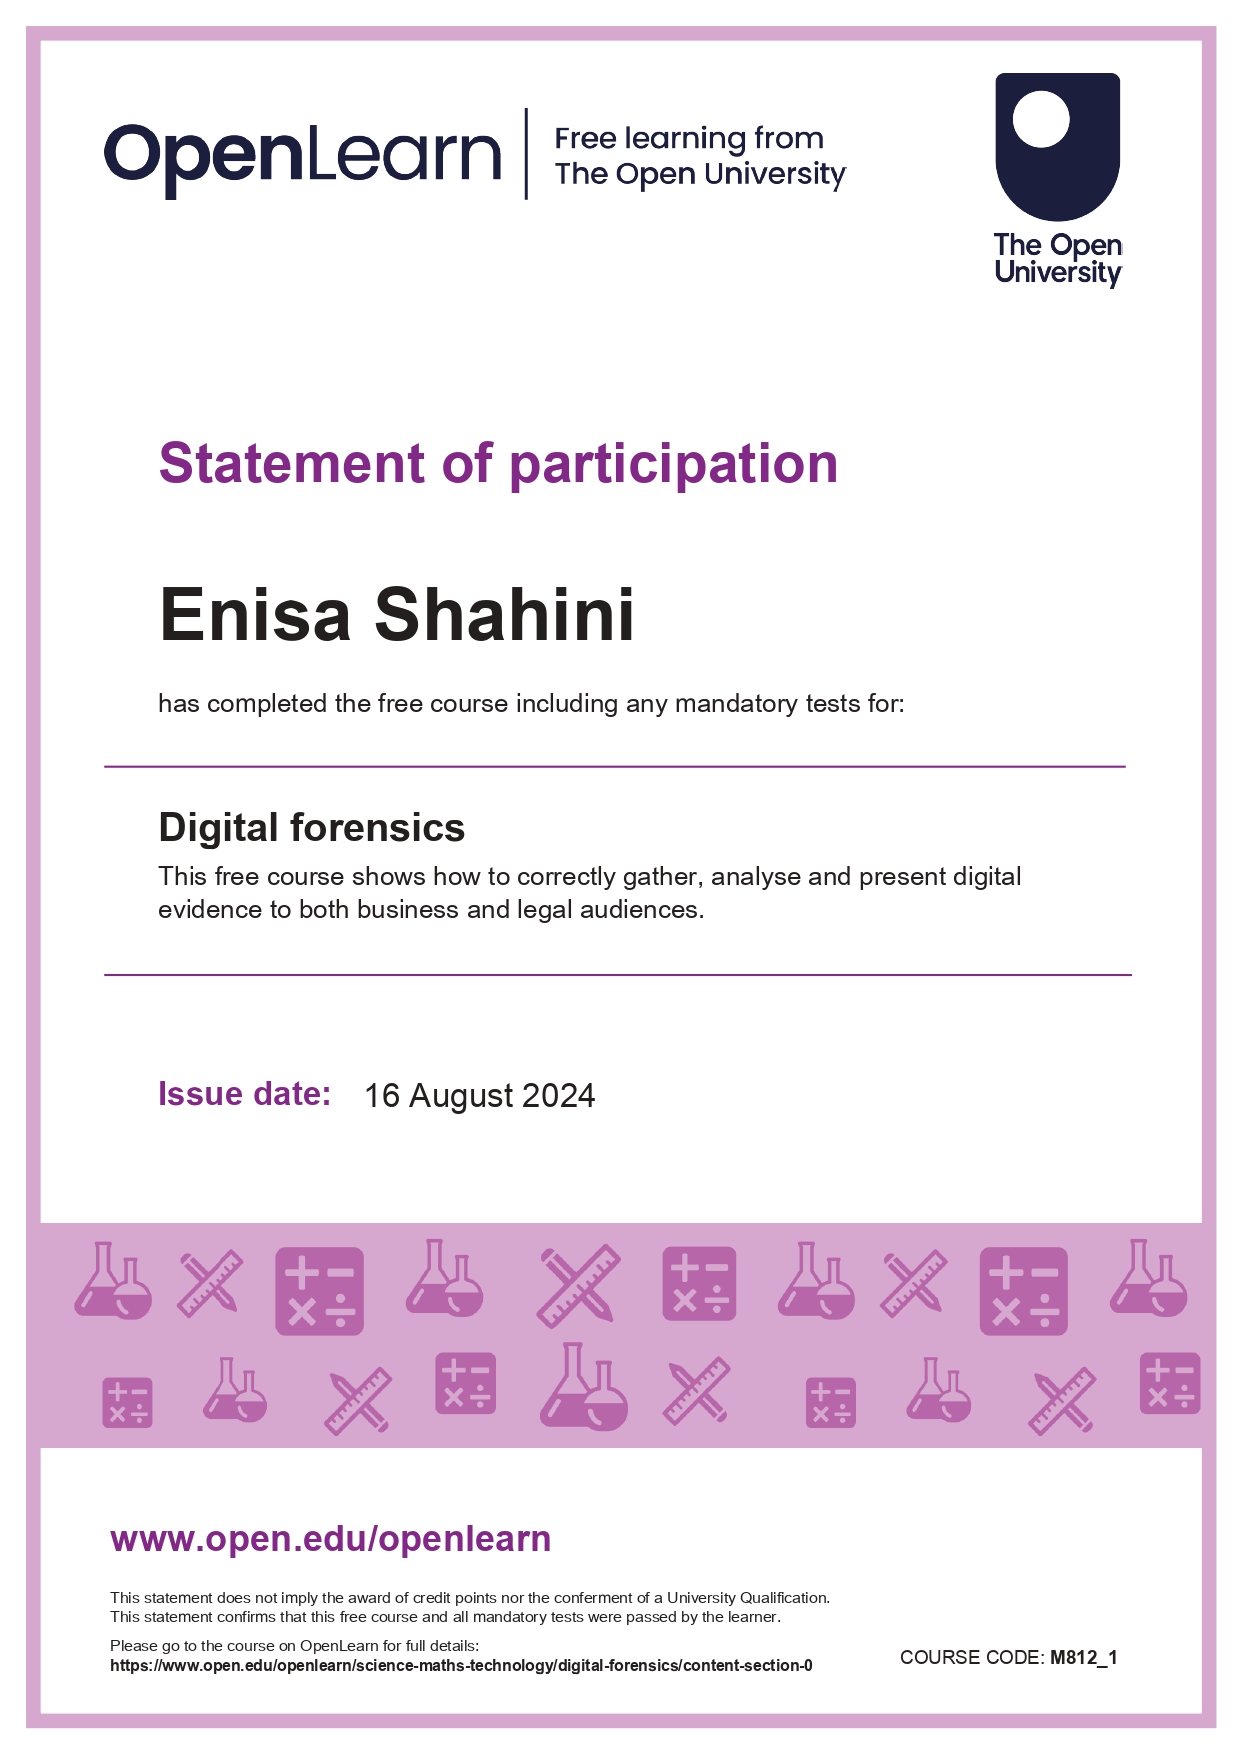 OpenLearn
Free learning from
The Open University
The Open
University
Statement of participation
Enisa Shahini
has completed the free course including any mandatory tests for:
Digital forensics
This free course shows how to correctly gather, analyse and present digital
evidence to both business and legal audiences.
Issue date: 16 August 2024
www.open.edu/openlearn
This statement does not imply the award of credit points nor the conferment of a University Qualification.
This statement confirms that this free course and all mandatory tests were passed by the learner.
Please go to the course on OpenLearn for full details:
https://www.open.edu/openlearn/science-maths-technology/digital-forensics/content-section-0
COURSE CODE: M812_1